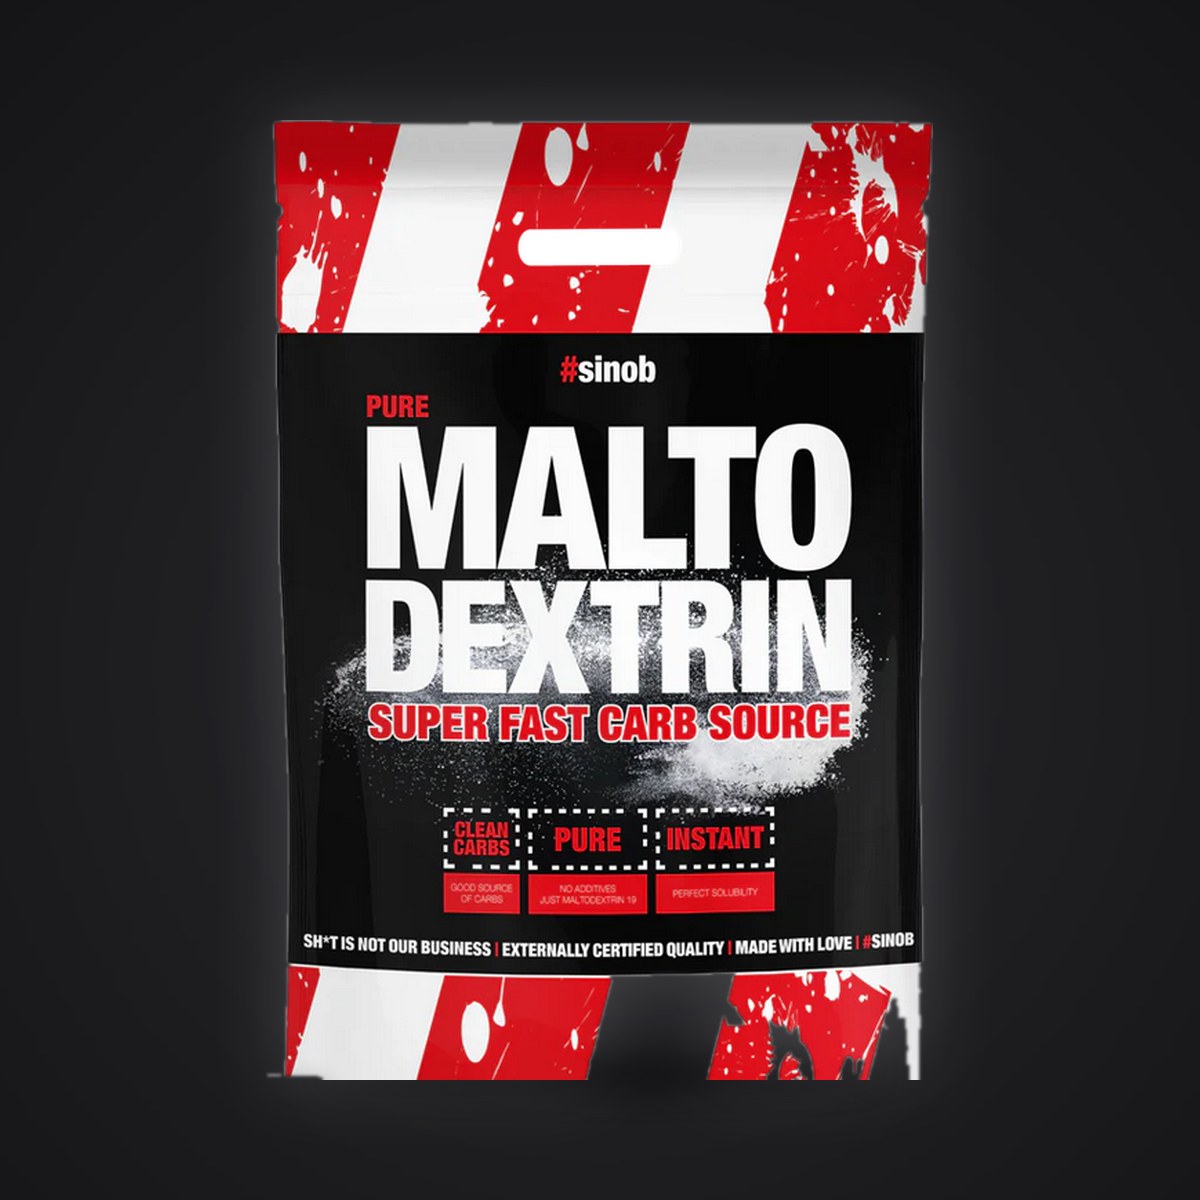 #sinob
PURE
MALTO
DEXTRIN
SUPER FAST CARB SOURCE
CLEAN
CARBS
GOOD SOURCE
OF CARBS
PURE
NO ADDITIVES
JUST MALTODEXTRIN 19
INSTANT
PERFECT SOLUBILITY
SH*T IS NOT OUR BUSINESS | EXTERNALLY CERTIFIED QUALITY | MADE WITH LOVE | #SINOB